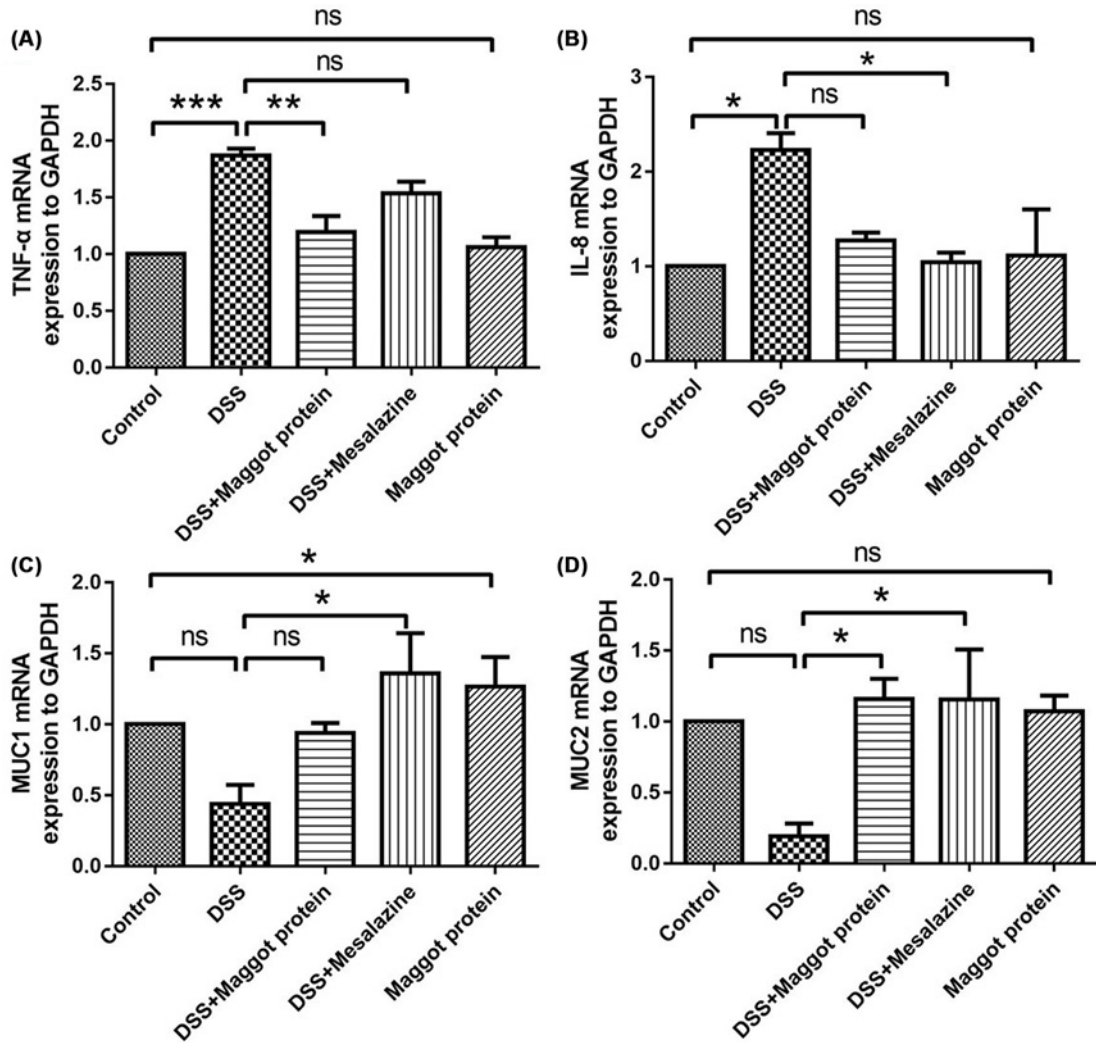 (A)
ns
ns
***
**
TNF-α mRNA
expression to GAPDH
2.5
2.0
1.5
1.0
0.5
0.0
Control
DSS
DSS+Maggot protein
DSS+Mesalazine
Maggot protein
(B)
ns
*
*
ns
IL-8 mRNA
expression to GAPDH
3
2
1
0
Control
DSS
DSS+Maggot protein
DSS+Mesalazine
Maggot protein
(C)
*
*
ns
ns
MUC1 mRNA
expression to GAPDH
2.0
1.5
1.0
0.5
0.0
Control
DSS
DSS+Maggot protein
DSS+Mesalazine
Maggot protein
(D)
ns
*
ns
*
MUC2 mRNA
expression to GAPDH
2.0
1.5
1.0
0.5
0.0
Control
DSS
DSS+Maggot protein
DSS+Mesalazine
Maggot protein